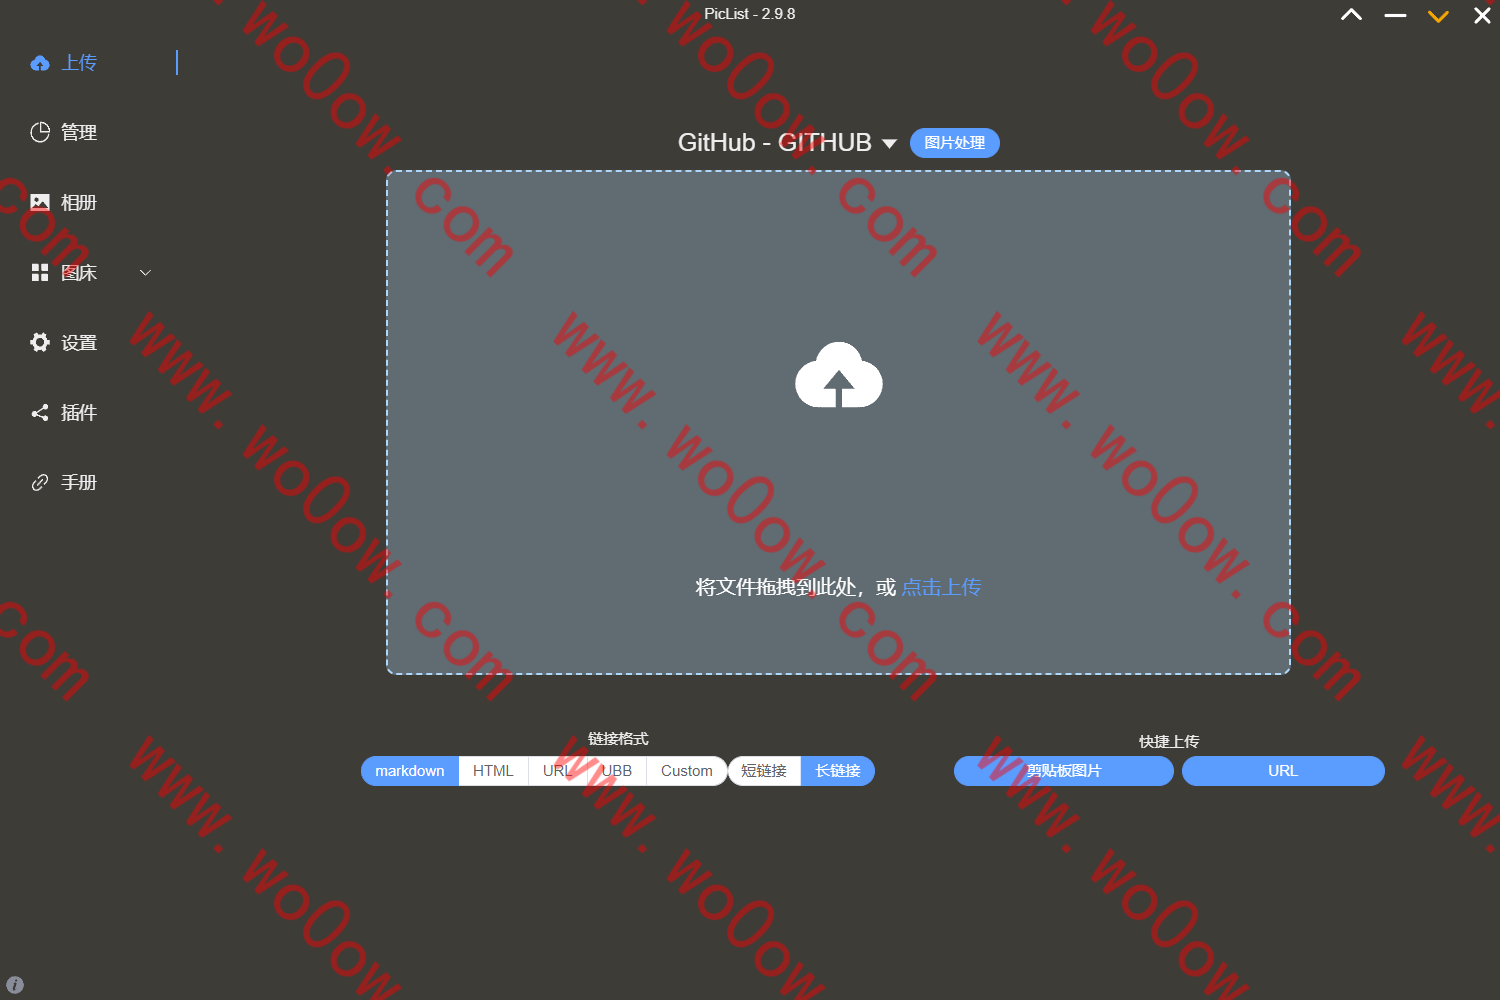 PicList - 2.9.8
上传
管理
相册
图床
设置
插件
手册
GitHub - GITHUB
图片处理
将文件拖拽到此处，或 点击上传
链接格式
markdown HTML URL UBB Custom 短链接 长链接
快捷上传
剪贴板图片 URL
www.wo0ow.com